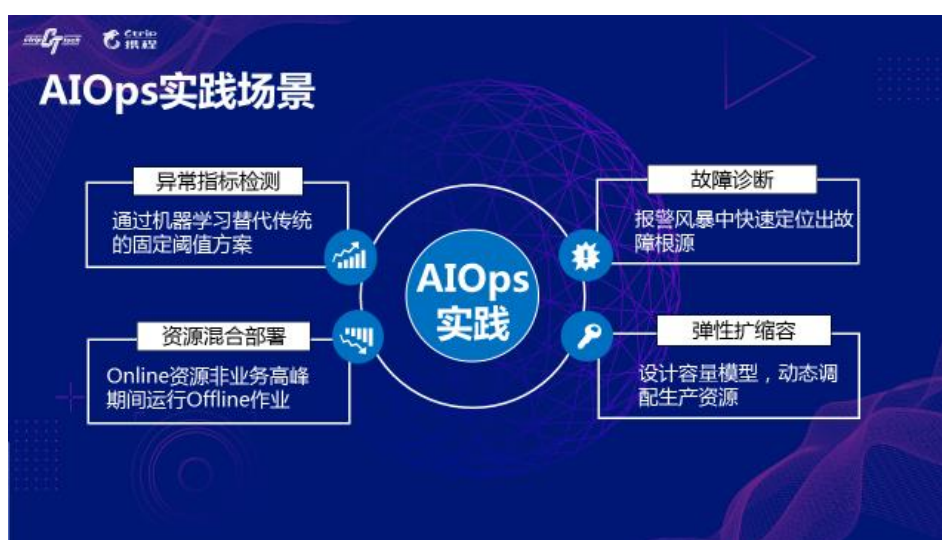 Ctrip
携程
AIOps实践场景
异常指标检测
通过机器学习替代传统
的固定阈值方案
故障诊断
报警风暴中快速定位出故
障根源
AIOps
实践
资源混合部署
Online资源非业务高峰
期间运行Offline作业
弹性扩缩容
设计容量模型，动态调
配生产资源